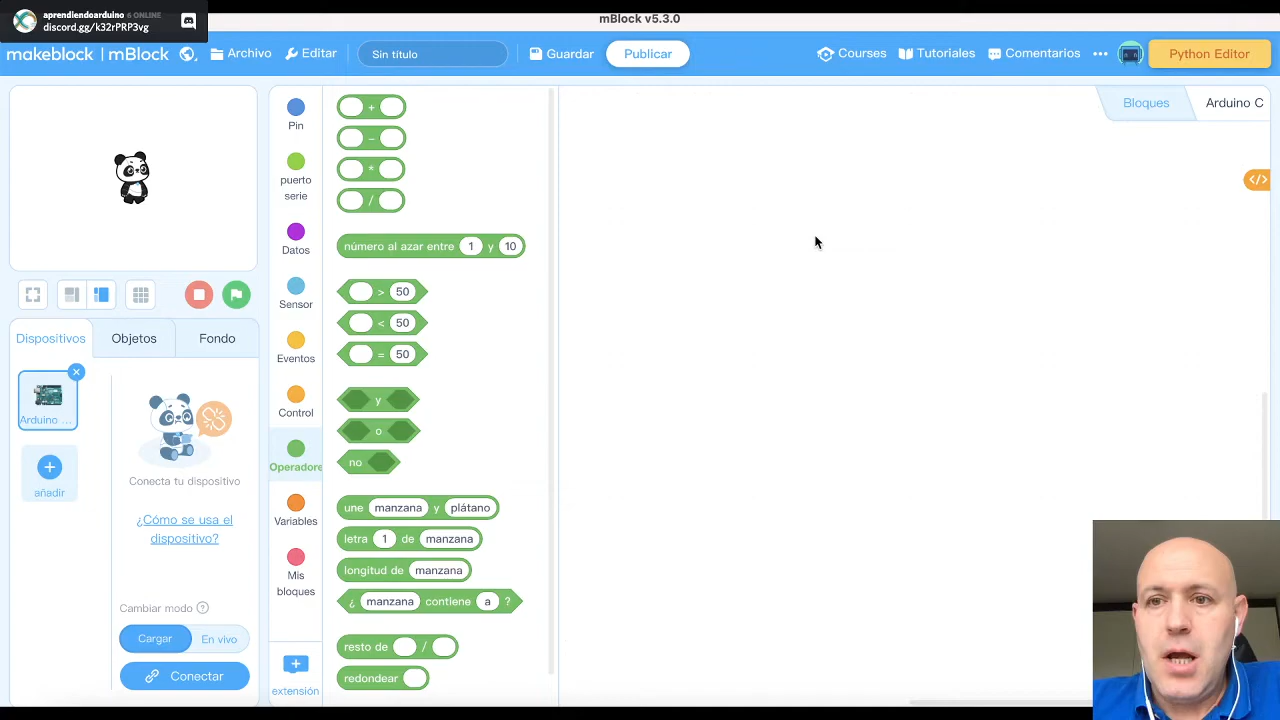 aprendiendoarduino 6 ONLINE
discord.gg/k32rPRP3vg
mBlock v5.3.0
makeblock | mBlock
Archivo
Editar
Sin título
Guardar
Publicar
Courses
Tutoriales
Comentarios
Python Editor
Bloques
Arduino C
Pin
puerto
serie
Datos
Sensor
Eventos
Control
Operadore
Variables
Mis
bloques
extensión
+
-
*
/
número al azar entre 1 y 10
> 50
< 50
= 50
y
o
no
une manzana y plátano
letra 1 de manzana
longitud de manzana
¿ manzana contiene a ?
resto de /
redondear
Dispositivos
Objetos
Fondo
Arduino ...
añadir
Conecta tu dispositivo
¿Cómo se usa el
dispositivo?
Cambiar modo ?
Cargar
En vivo
Conectar